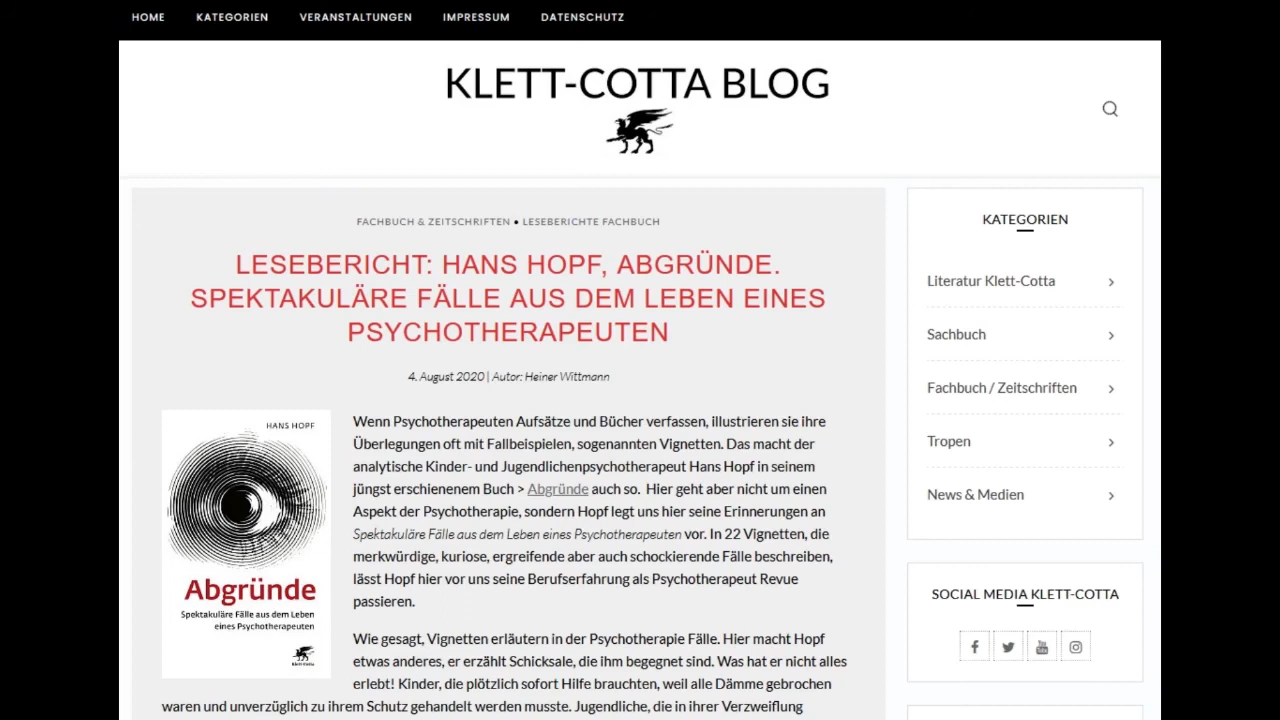 HOME KATEGORIEN VERANSTALTUNGEN IMPRESSUM DATENSCHUTZ
KLETT-COTTA BLOG
FACHBUCH & ZEITSCHRIFTEN • LESEBERICHTE FACHBUCH
LESEBERICHT: HANS HOPF, ABGRÜNDE.
SPEKTAKULÄRE FÄLLE AUS DEM LEBEN EINES
PSYCHOTHERAPEUTEN
4. August 2020 | Autor: Heiner Wittmann
HANS HOPF
Abgründe
Spektakuläre Fälle aus dem Leben
eines Psychotherapeuten
Klett-Cotta
Wenn Psychotherapeuten Aufsätze und Bücher verfassen, illustrieren sie ihre
Überlegungen oft mit Fallbeispielen, sogenannten Vignetten. Das macht der
analytische Kinder- und Jugendlichenpsychotherapeut Hans Hopf in seinem
jüngst erschienenem Buch > Abgründe auch so. Hier geht aber nicht um einen
Aspekt der Psychotherapie, sondern Hopf legt uns hier seine Erinnerungen an
Spektakuläre Fälle aus dem Leben eines Psychotherapeuten vor. In 22 Vignetten, die
merkwürdige, kuriose, ergreifende aber auch schockierende Fälle beschreiben,
lässt Hopf hier vor uns seine Berufserfahrung als Psychotherapeut Revue
passieren.
Wie gesagt, Vignetten erläutern in der Psychotherapie Fälle. Hier macht Hopf
etwas anderes, er erzählt Schicksale, die ihm begegnet sind. Was hat er nicht alles
erlebt! Kinder, die plötzlich sofort Hilfe brauchten, weil alle Dämme gebrochen
waren und unverzüglich zu ihrem Schutz gehandelt werden musste. Jugendliche, die in ihrer Verzweiflung
KATEGORIEN
Literatur Klett-Cotta
Sachbuch
Fachbuch / Zeitschriften
Tropen
News & Medien
SOCIAL MEDIA KLETT-COTTA